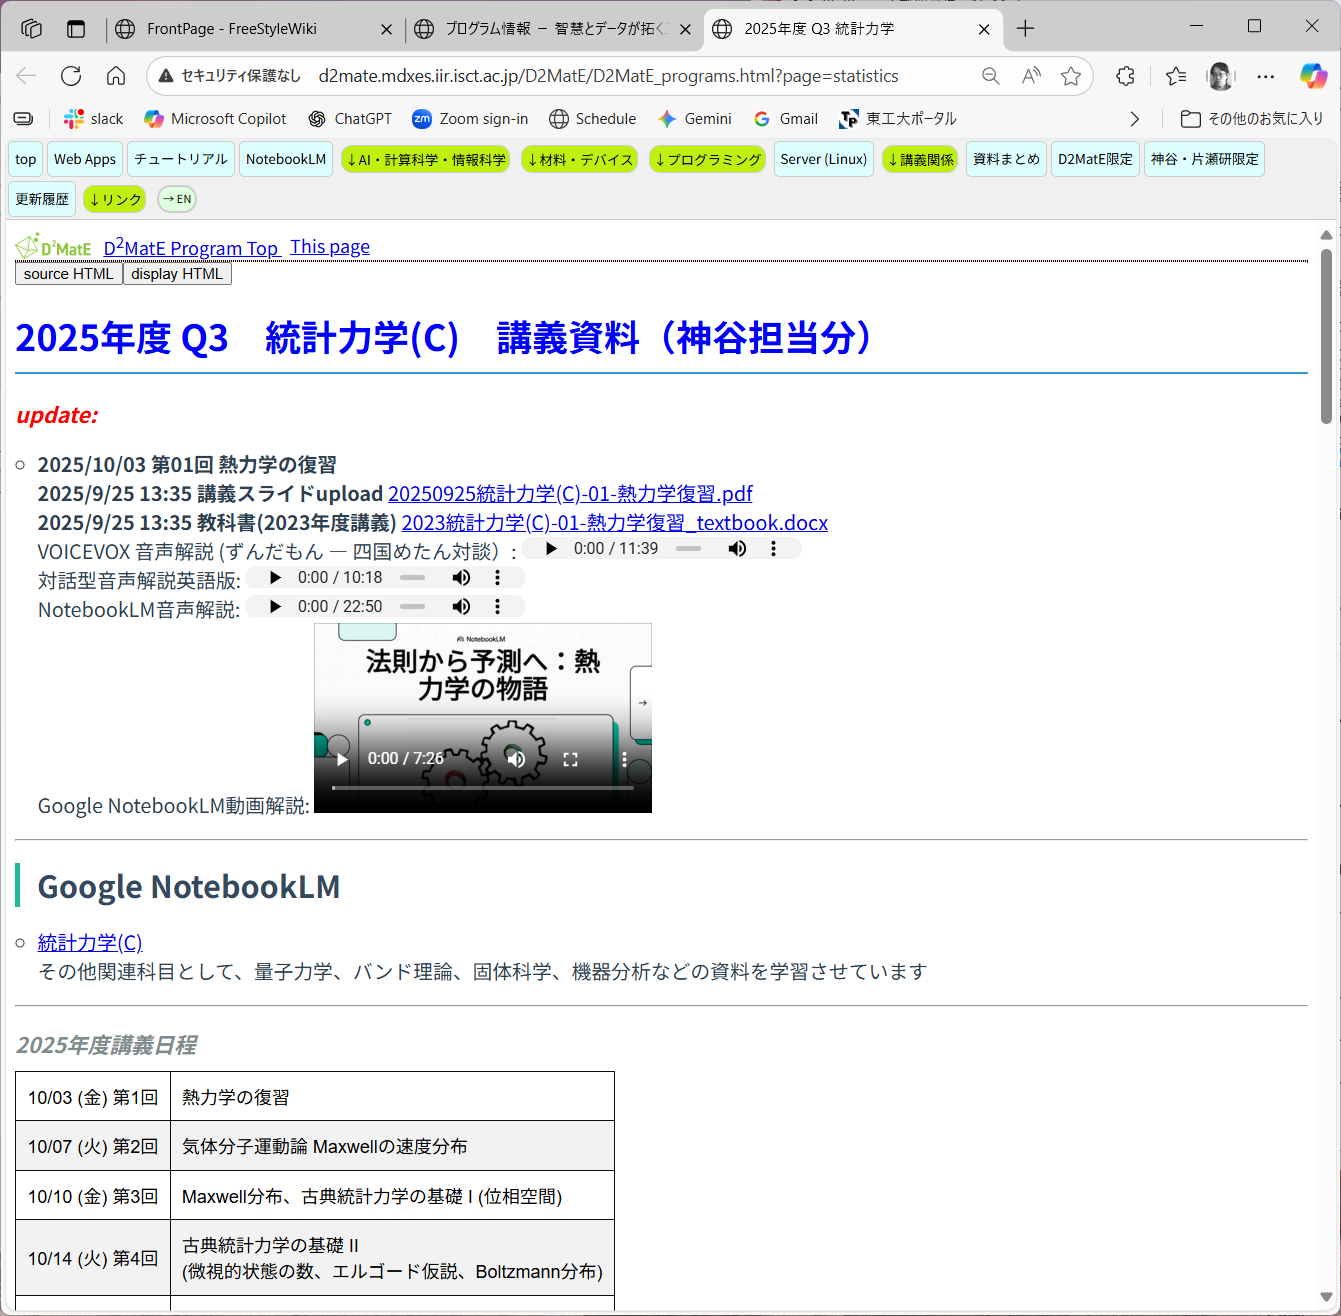 FrontPage - FreeStyleWiki
プログラム情報 – 智慧とデータが拓く
2025年度 Q3 統計力学
セキュリティ保護なし d2mate.mdxes.iir.isct.ac.jp/D2MatE/D2MatE_programs.html?page=statistics
slack Microsoft Copilot ChatGPT Zoom sign-in Schedule Gemini Gmail 東工大ポータル その他のお気に入り
top Web Apps チュートリアル NotebookLM ↓AI・計算科学・情報科学 ↓材料・デバイス ↓プログラミング Server (Linux) ↓講義関係 資料まとめ D2MatE限定 神谷・片瀬研限定
更新履歴 ↓リンク →EN
D²MatE D²MatE Program Top This page
source HTML display HTML
2025年度 Q3　統計力学(C)　講義資料（神谷担当分）
update:
2025/10/03 第01回 熱力学の復習
2025/9/25 13:35 講義スライドupload 20250925統計力学(C)-01-熱力学復習.pdf
2025/9/25 13:35 教科書(2023年度講義) 2023統計力学(C)-01-熱力学復習_textbook.docx
VOICEVOX 音声解説 (ずんだもん ― 四国めたん対談）: 0:00 / 11:39
対話型音声解説英語版: 0:00 / 10:18
NotebookLM音声解説: 0:00 / 22:50
NotebookLM
法則から予測へ：熱
力学の物語
0:00 / 7:26
Google NotebookLM動画解説:
Google NotebookLM
統計力学(C)
その他関連科目として、量子力学、バンド理論、固体科学、機器分析などの資料を学習させています
2025年度講義日程
10/03 (金) 第1回 熱力学の復習
10/07 (火) 第2回 気体分子運動論 Maxwellの速度分布
10/10 (金) 第3回 Maxwell分布、古典統計力学の基礎 I (位相空間)
10/14 (火) 第4回 古典統計力学の基礎 II
(微視的状態の数、エルゴード仮説、Boltzmann分布)